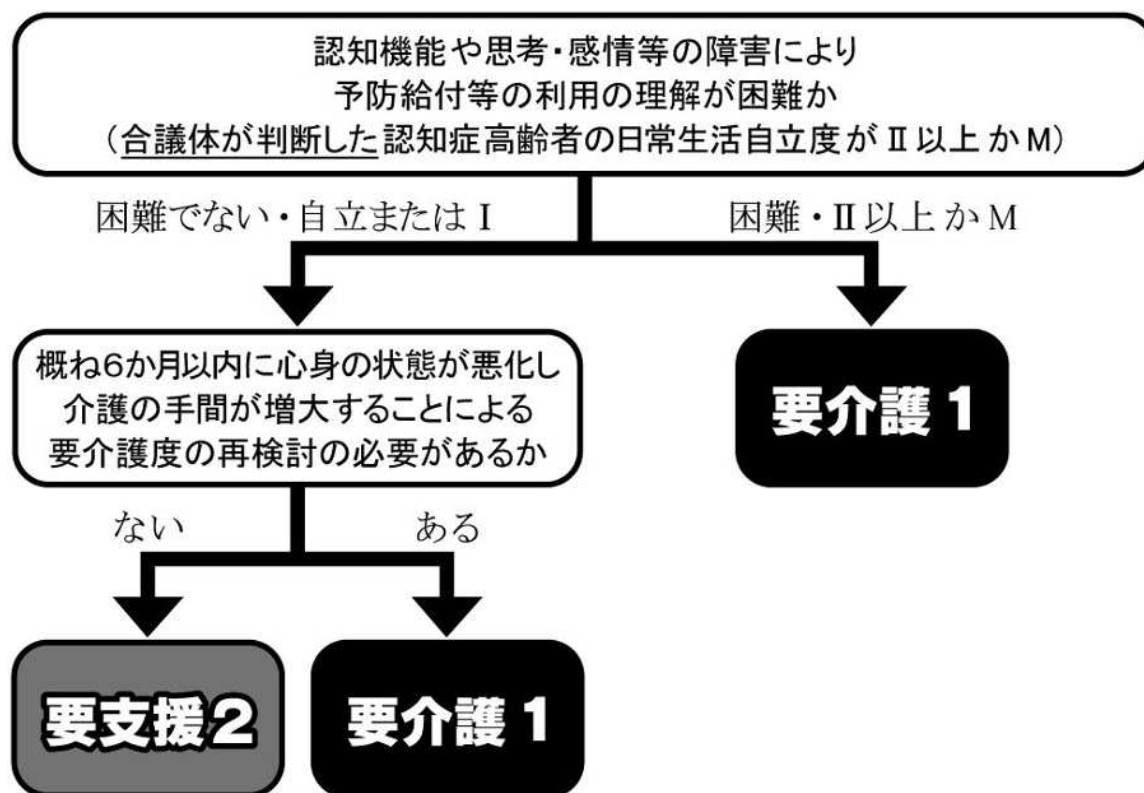 認知機能や思考・感情等の障害により
予防給付等の利用の理解が困難か
（合議体が判断した認知症高齢者の日常生活自立度がⅡ以上かM）
困難でない・自立またはⅠ
困難・Ⅱ以上かM
概ね6か月以内に心身の状態が悪化し
介護の手間が増大することによる
要介護度の再検討の必要があるか
要介護1
ない
ある
要支援2
要介護1